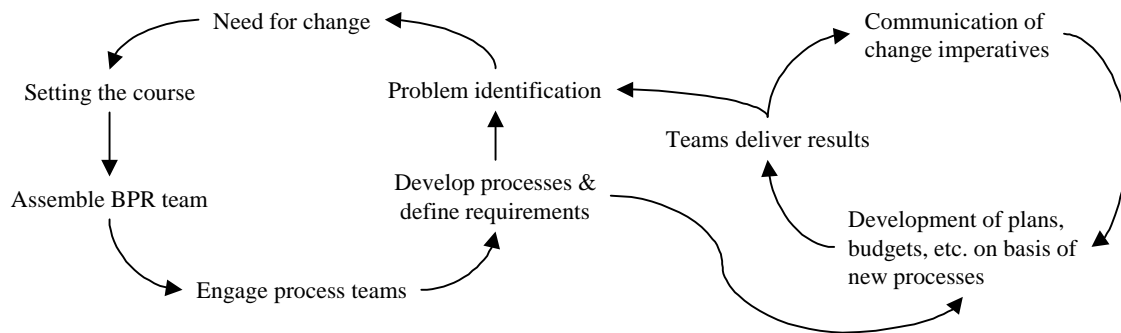 Need for change
Communication of
change imperatives
Setting the course
Problem identification
Teams deliver results
Assemble BPR team
Develop processes &
define requirements
Development of plans,
budgets, etc. on basis of
new processes
Engage process teams